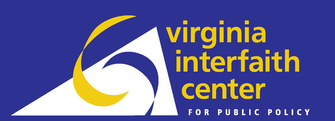 virginia
interfaith
center
FOR PUBLIC POLICY